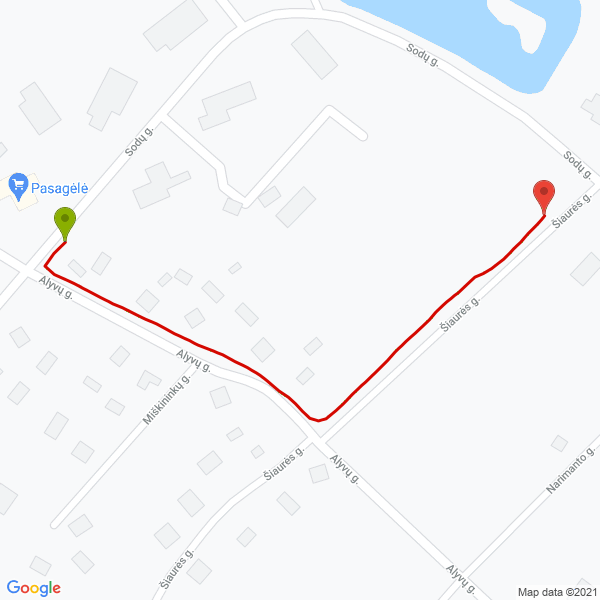 Sodų g.
Sodų g.
Sodų g.
Pasagėlė
Šiaurės g.
Alyvų g.
Šiaurės g.
Alyvų g.
Miškininkų g.
Šiaurės g.
Alyvų g.
Narimanto g.
Šiaurės g.
Alyvų g.
Google
Map data ©2021